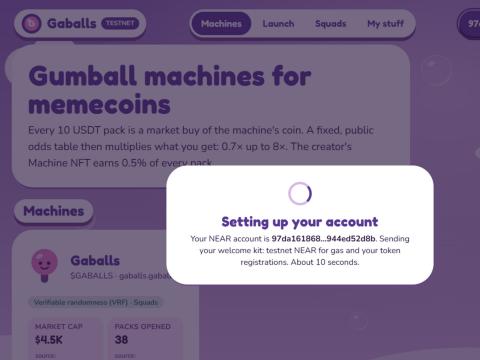 Gaballs TESTNET
Machines Launch Squads My stuff
97
Gumball machines for
memecoins
Every 10 USDT pack is a market buy of the machine's coin. A fixed, public
odds table then multiplies what you get: 0.7× up to 8×. The creator's
Machine NFT earns 0.5% of every pack
Setting up your account
Your NEAR account is 97da161868...944ed52d8b. Sending
your welcome kit: testnet NEAR for gas and your token
registrations. About 10 seconds.
Machines
Gaballs
$GABALLS · gaballs.gabal
Verifiable randomness (VRF) · Squads
MARKET CAP
$4.5K
source:
PACKS OPENED
38
source: